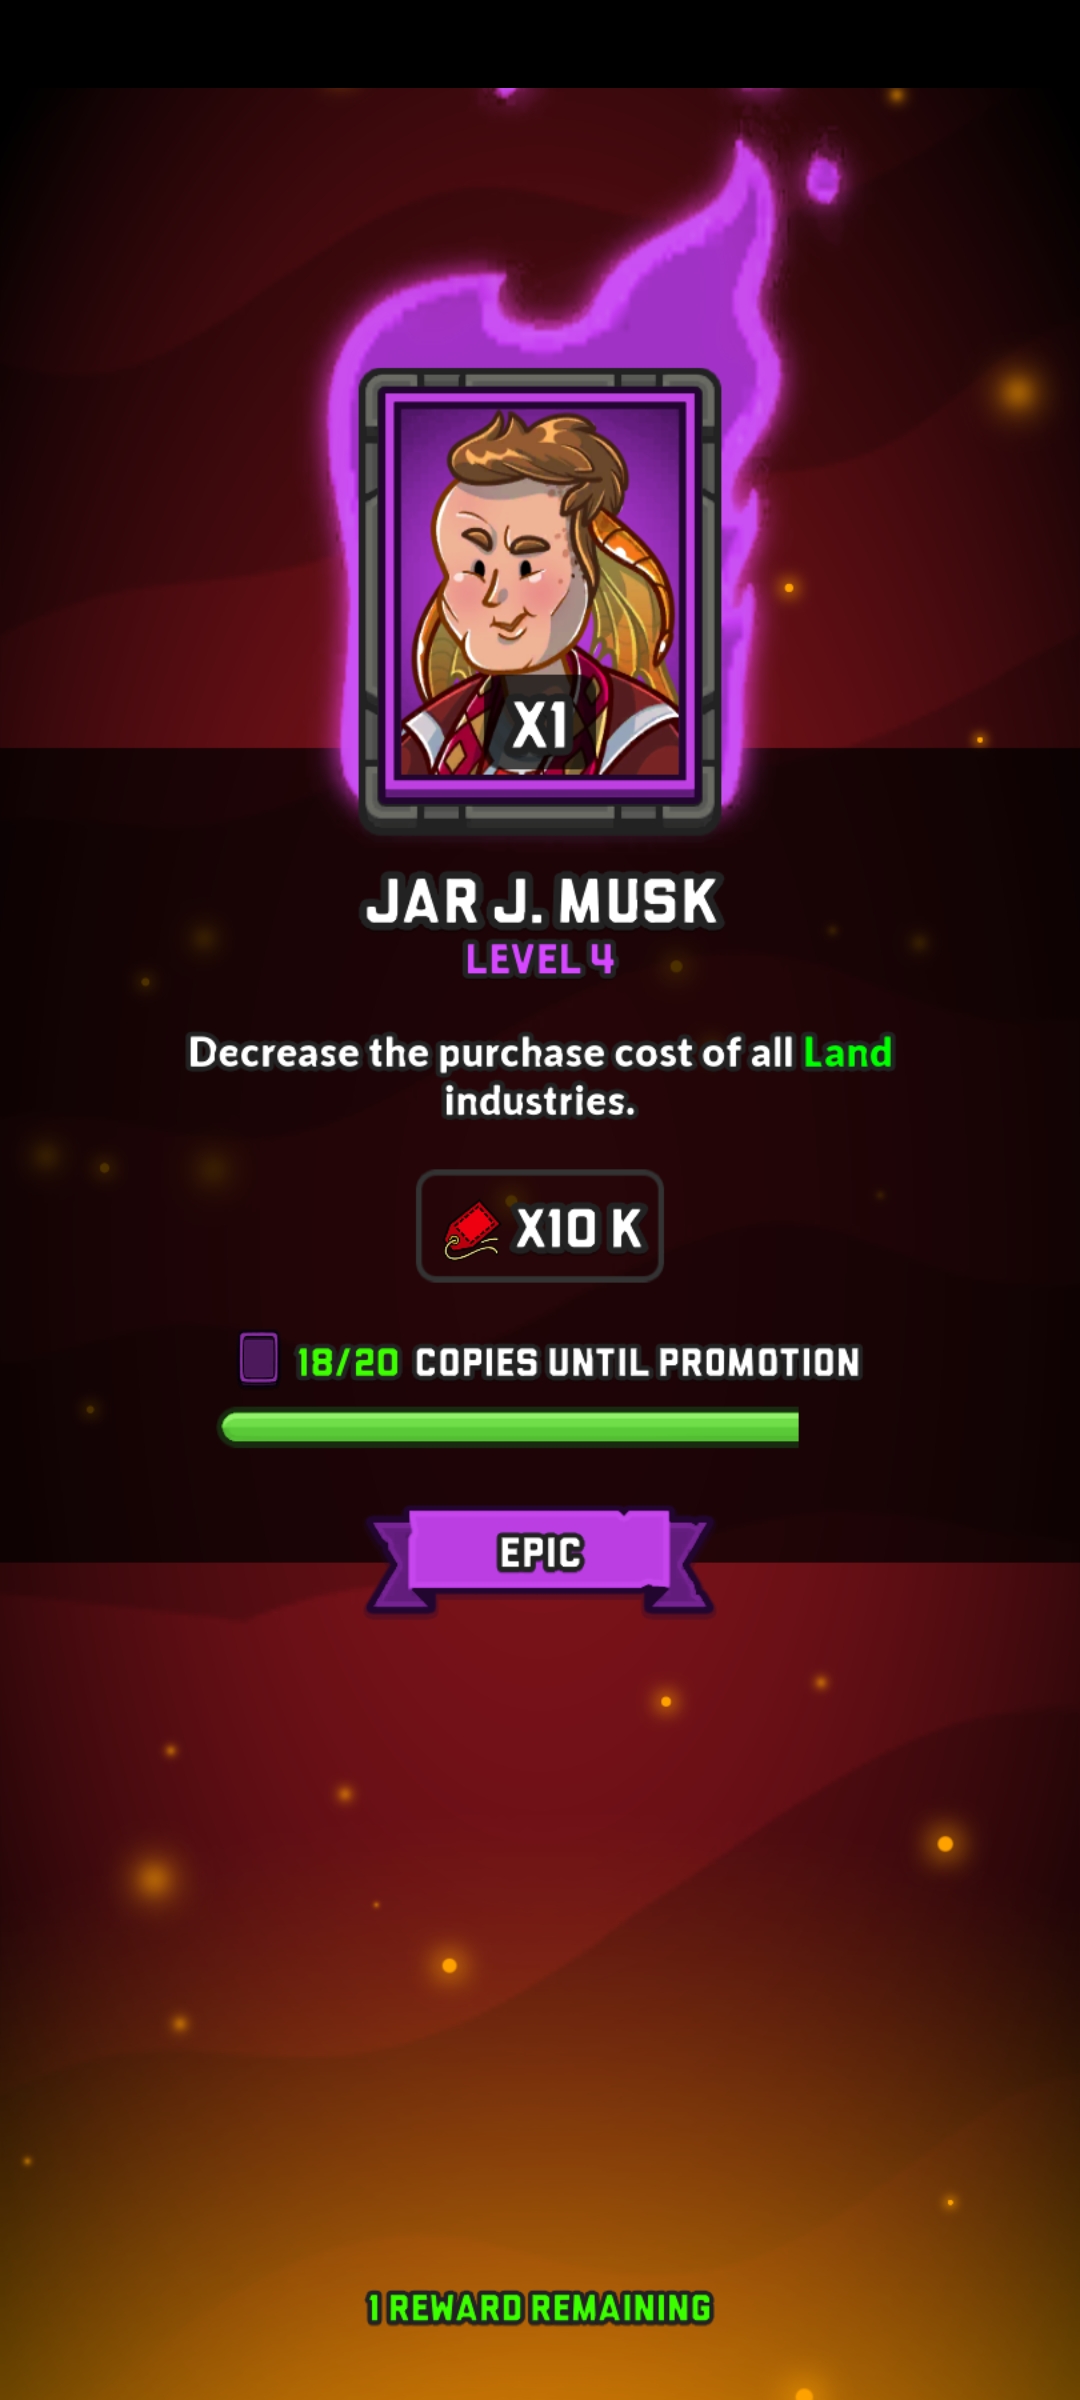 X1
JAR J. MUSK
LEVEL 4
Decrease the purchase cost of all Land
industries.
X10 K
18/20 COPIES UNTIL PROMOTION
EPIC
1 REWARD REMAINING